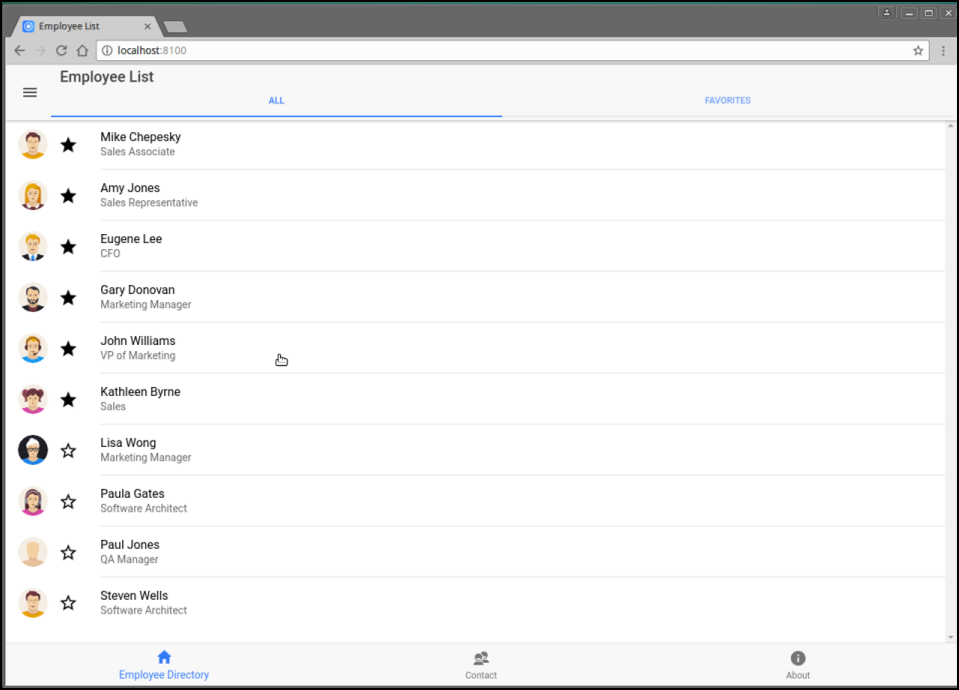 Employee List
localhost:8100
Employee List
ALL
FAVORITES
Mike Chepesky
Sales Associate
Amy Jones
Sales Representative
Eugene Lee
CFO
Gary Donovan
Marketing Manager
John Williams
VP of Marketing
Kathleen Byrne
Sales
Lisa Wong
Marketing Manager
Paula Gates
Software Architect
Paul Jones
QA Manager
Steven Wells
Software Architect
Employee Directory
Contact
About